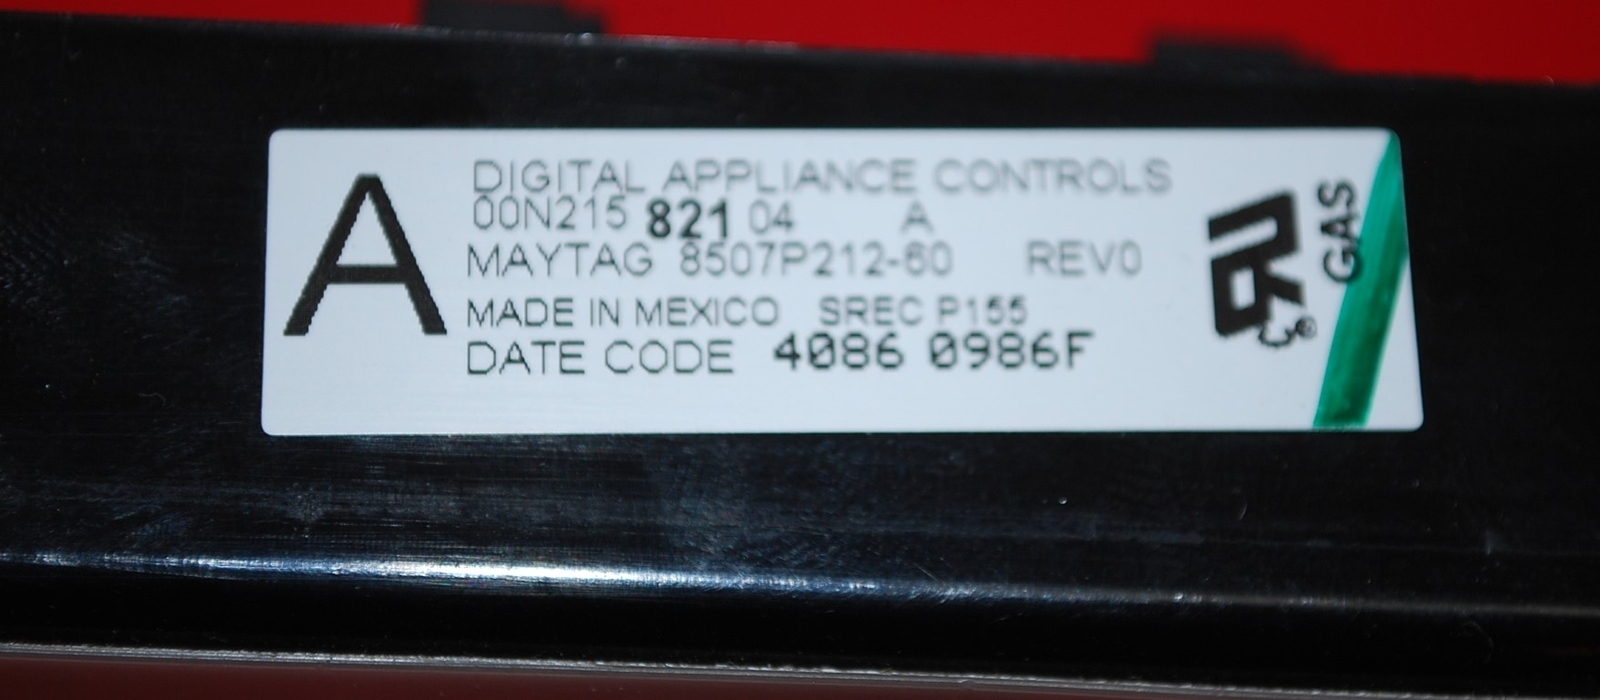 A
DIGITAL APPLIANCE CONTROLS
00N215 821 04 A
MAYTAG 8507P212-60 REV0
MADE IN MEXICO SREC P155
DATE CODE 4086 0986F
GAS